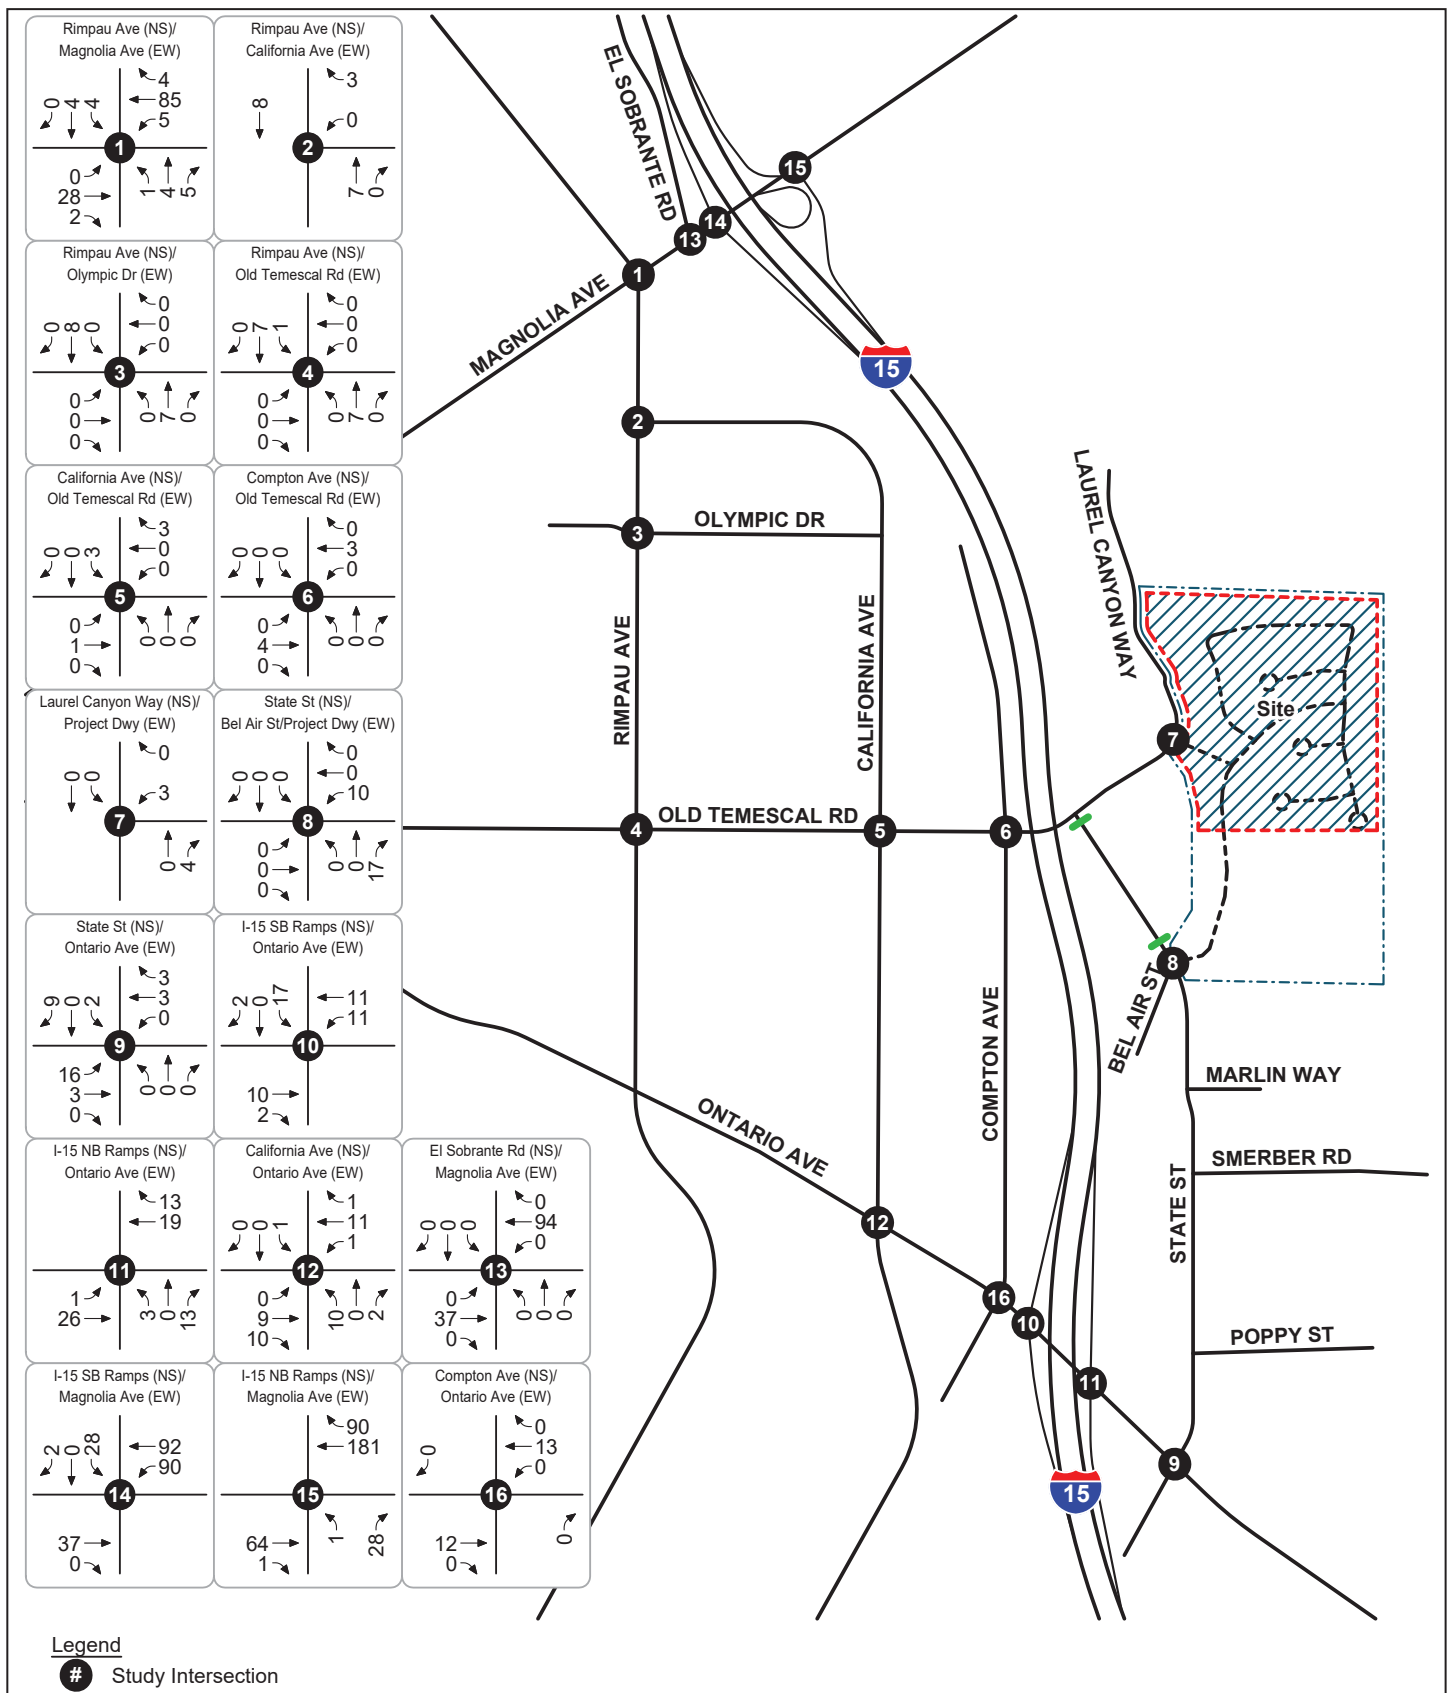 Rimpau Ave (NS)/
Magnolia Ave (EW)
4
85
5
0 4 4
1
0
28
2
1 4 5
Rimpau Ave (NS)/
California Ave (EW)
3
0
8
2
7 0
Rimpau Ave (NS)/
Olympic Dr (EW)
0
0
0
0 8 0
3
0
0
0
0 7 0
Rimpau Ave (NS)/
Old Temescal Rd (EW)
0
0
0
0 7 1
4
0
0
0
0 7 0
California Ave (NS)/
Old Temescal Rd (EW)
3
0
0
0 0 3
5
0
1
0
0 0 0
Compton Ave (NS)/
Old Temescal Rd (EW)
0
3
0
0 0 0
6
0
4
0
0 0 0
Laurel Canyon Way (NS)/
Project Dwy (EW)
0
3
0 0
7
0 4
State St (NS)/
Bel Air St/Project Dwy (EW)
0
0
10
0 0 0
8
0
0
0
0 0 17
State St (NS)/
Ontario Ave (EW)
3
3
0
9 0 2
9
16
3
0
0 0 0
I-15 SB Ramps (NS)/
Ontario Ave (EW)
11
11
2 0 17
10
10
2
I-15 NB Ramps (NS)/
Ontario Ave (EW)
13
19
11
1
26
3 0 13
California Ave (NS)/
Ontario Ave (EW)
1
11
1
0 0 1
12
0
9
10
10 0 2
El Sobrante Rd (NS)/
Magnolia Ave (EW)
0
94
0
0 0 0
13
0
37
0
0 0 0
I-15 SB Ramps (NS)/
Magnolia Ave (EW)
92
90
2 0 28
14
37
0
I-15 NB Ramps (NS)/
Magnolia Ave (EW)
90
181
15
64
1
1 28
Compton Ave (NS)/
Ontario Ave (EW)
0
13
0
0
16
12
0
0
EL SOBRANTE RD
15
14
13
1
MAGNOLIA AVE
15
2
LAUREL CANYON WAY
3
OLYMPIC DR
RIMPAU AVE
CALIFORNIA AVE
Site
7
4
OLD TEMESCAL RD
5
6
8
BEL AIR ST
COMPTON AVE
MARLIN WAY
ONTARIO AVE
SMERBER RD
STATE ST
12
16
10
POPPY ST
11
9
15
Legend
# Study Intersection